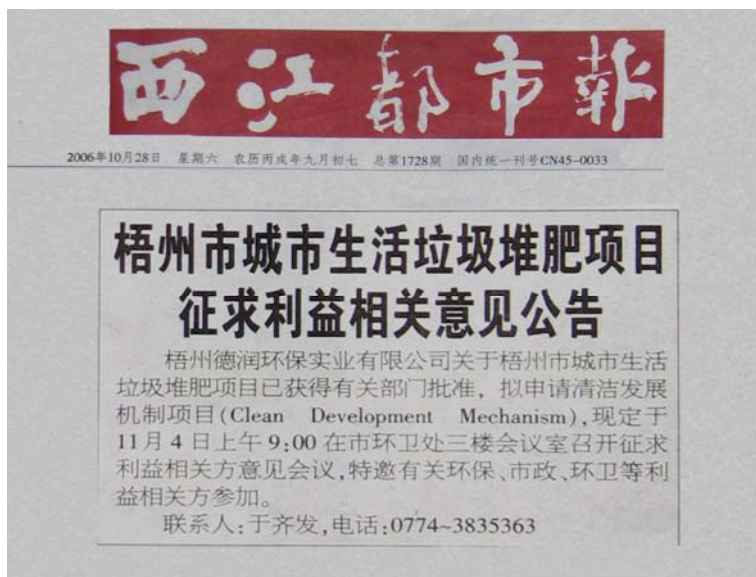 西江都市報
2006年10月28日 星期六 农历丙戌年九月初七 总第1728期 国内统一刊号CN45-0033
梧州市城市生活垃圾堆肥项目
征求利益相关意见公告
梧州德润环保实业有限公司关于梧州市城市生活
垃圾堆肥项目已获得有关部门批准，拟申请清洁发展
机制项目(Clean Development Mechanism),现定于
11月4日上午9:00在市环卫处三楼会议室召开征求
利益相关方意见会议,特邀有关环保、市政、环卫等利
益相关方参加。
联系人:于齐发,电话:0774~3835363